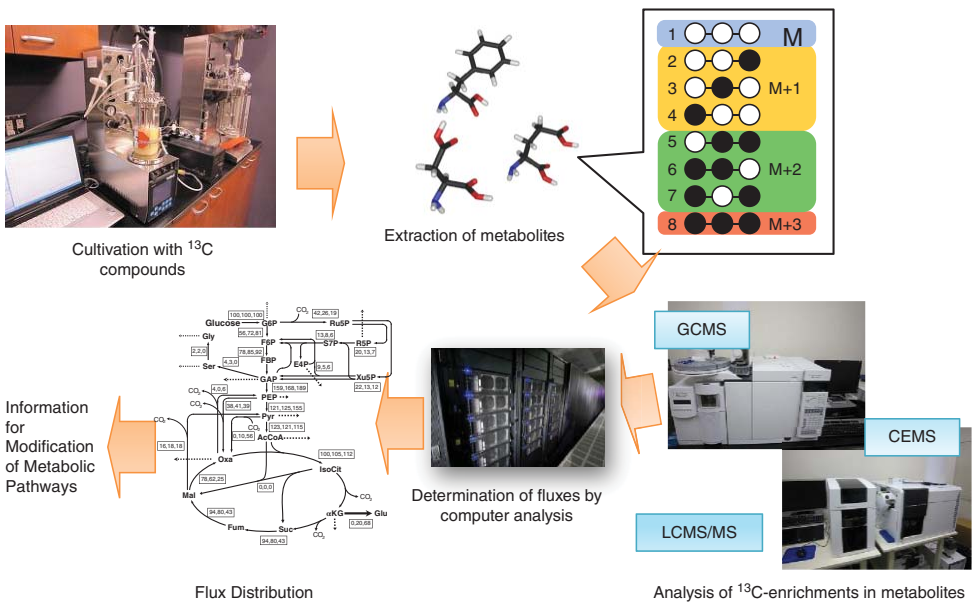 1 M
2
3 M+1
4
5
6 M+2
7
8 M+3
Cultivation with ¹³C
compounds
Extraction of metabolites
GCMS
CEMS
LCMS/MS
Analysis of ¹³C-enrichments in metabolites
Determination of fluxes by
computer analysis
100,100,100
CO₂
42,26,19
Glucose
G6P
Ru5P
Gly
56,72,81
F6P
13,8,6
S7P
R5P
20,13,7
2,2,0
78,85,92
FBP
E4P
9,5,6
Ser
4,3,0
GAP
Xu5P
22,13,12
159,168,189
CO₂
4,0,6
PEP
CO₂
38,41,39
121,125,155
CO₂
Pyr
16,18,18
CO₂
123,121,115
0,10,56
AcCoA
Oxa
100,105,112
IsoCit
78,62,25
Mal
0,0,0
CO₂
94,80,43
αKG
Glu
Fum
Suc
CO₂
0,20,68
94,80,43
Flux Distribution
Information
for
Modification
of Metabolic
Pathways